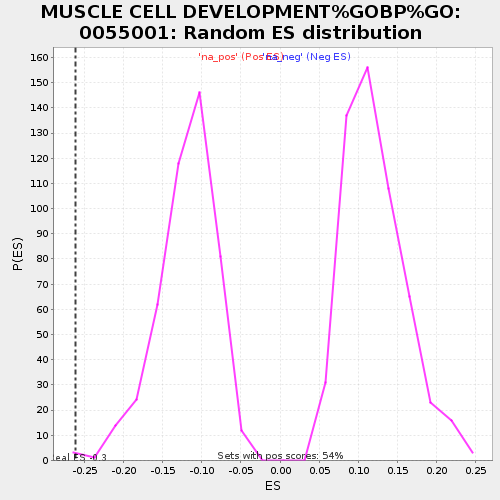 MUSCLE CELL DEVELOPMENT%GOBP%GO:
0055001: Random ES distribution
'na_pos' (Pos ES) 'na_neg' (Neg ES)
160
150
140
130
120
110
100
90
80
70
60
50
40
30
20
10
0
P(ES)
Sets with pos scores: 54%
-0.25 -0.20 -0.15 -0.10 -0.05 0.00 0.05 0.10 0.15 0.20 0.25
ES